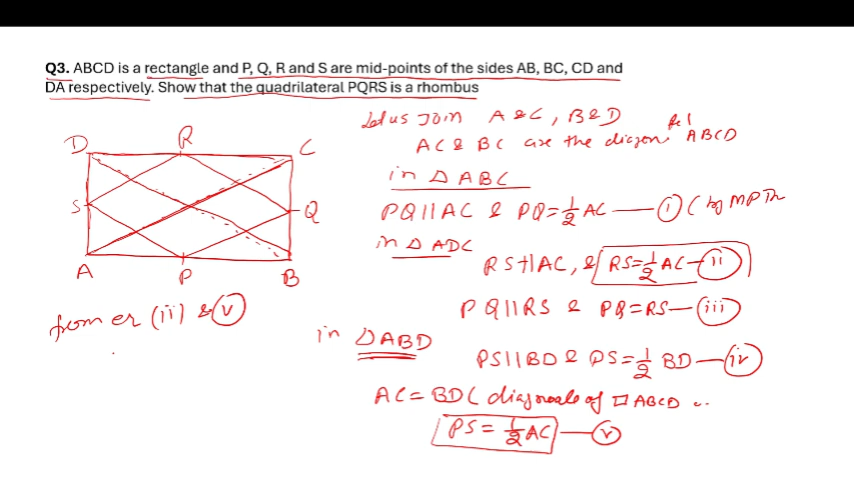 Q3. ABCD is a rectangle and P, Q, R and S are mid-points of the sides AB, BC, CD and
DA respectively. Show that the quadrilateral PQRS is a rhombus
Let us Join A & C, B & D
AC & BC are the diagon ABCD
in △ ABC
PQ || AC & PQ = 1/2 AC — (i) (by MP Th
in △ ADC
RS || AC, & RS = 1/2 AC — (ii)
PQ || RS & PQ = RS — (iii)
in △ABD
PS || BD & PS = 1/2 BD — (iv)
AC = BD ( diagonals of □ ABCD
PS = 1/2 AC — (v)
D R C
S Q
A P B
from er (ii) & (v)